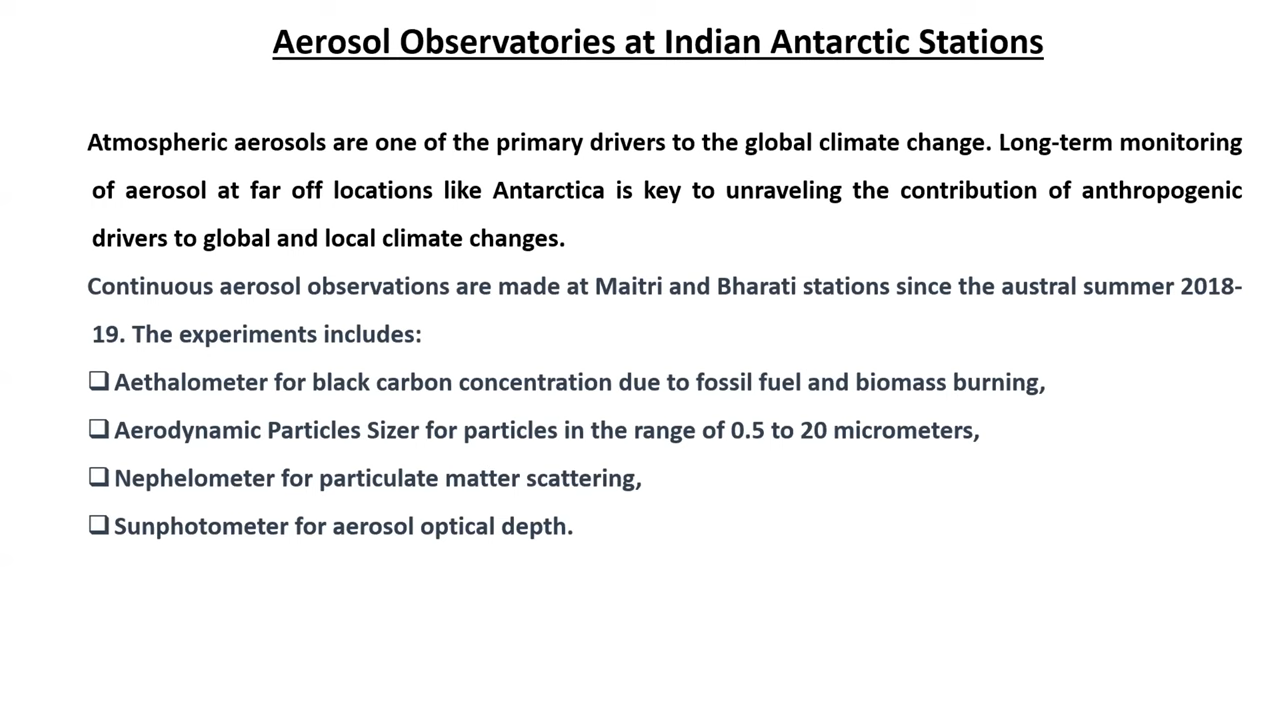 Aerosol Observatories at Indian Antarctic Stations
Atmospheric aerosols are one of the primary drivers to the global climate change. Long-term monitoring
of aerosol at far off locations like Antarctica is key to unraveling the contribution of anthropogenic
drivers to global and local climate changes.
Continuous aerosol observations are made at Maitri and Bharati stations since the austral summer 2018-
19. The experiments includes:
❑ Aethalometer for black carbon concentration due to fossil fuel and biomass burning,
❑ Aerodynamic Particles Sizer for particles in the range of 0.5 to 20 micrometers,
❑ Nephelometer for particulate matter scattering,
❑ Sunphotometer for aerosol optical depth.